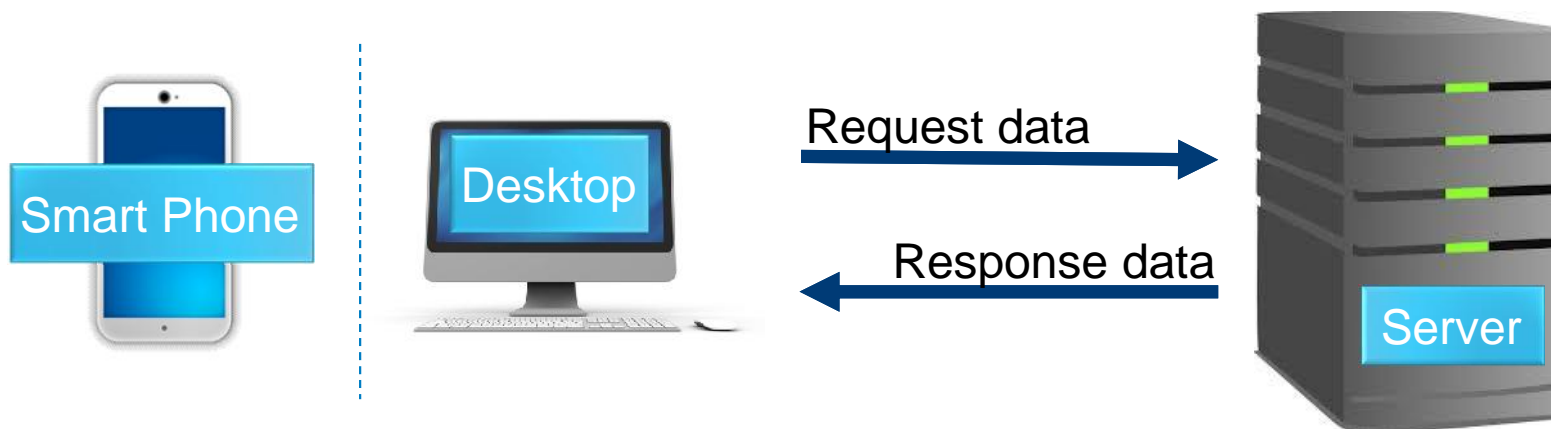 Smart Phone
Desktop
Request data
Response data
Server